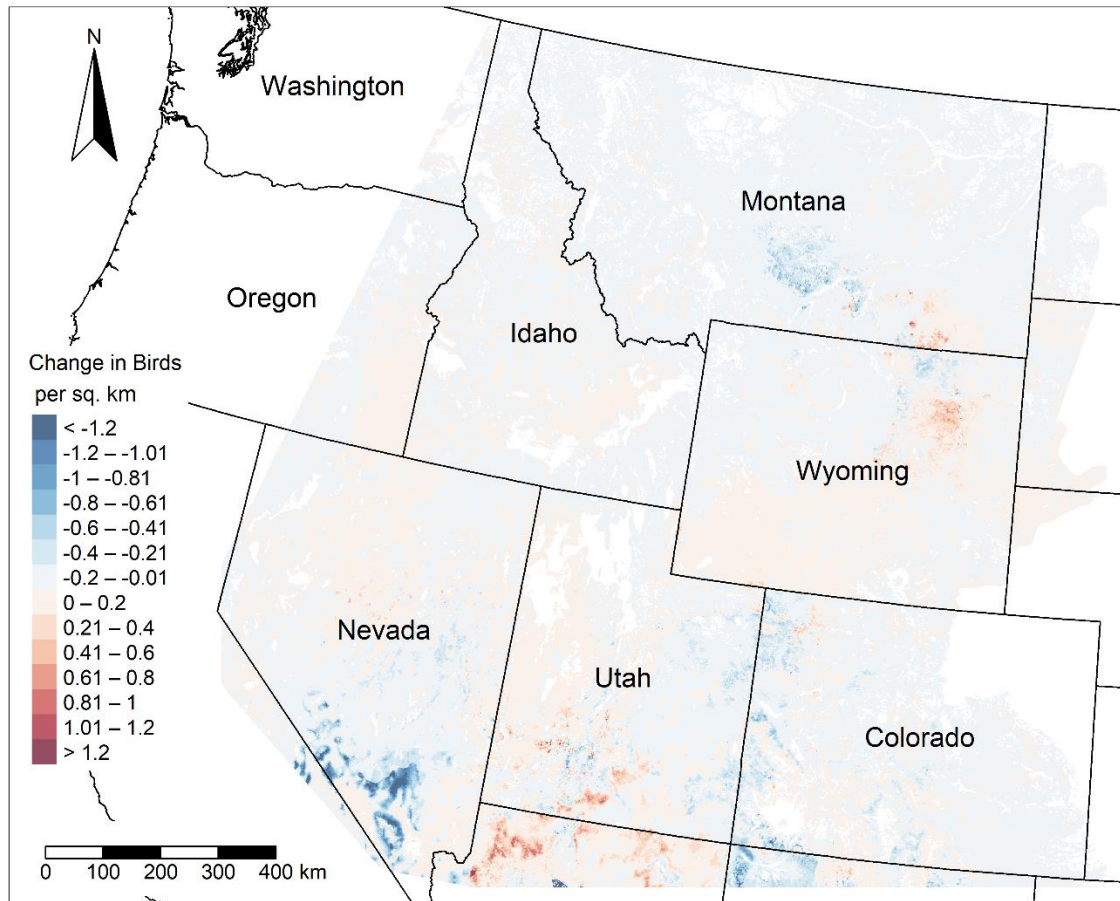 N
Washington
Montana
Oregon
Idaho
Change in Birds
per sq. km
< -1.2
-1.2 – -1.01
-1 – -0.81
-0.8 – -0.61
-0.6 – -0.41
-0.4 – -0.21
-0.2 – -0.01
0 – 0.2
0.21 – 0.4
0.41 – 0.6
0.61 – 0.8
0.81 – 1
1.01 – 1.2
> 1.2
Wyoming
Nevada
Utah
Colorado
0 100 200 300 400 km